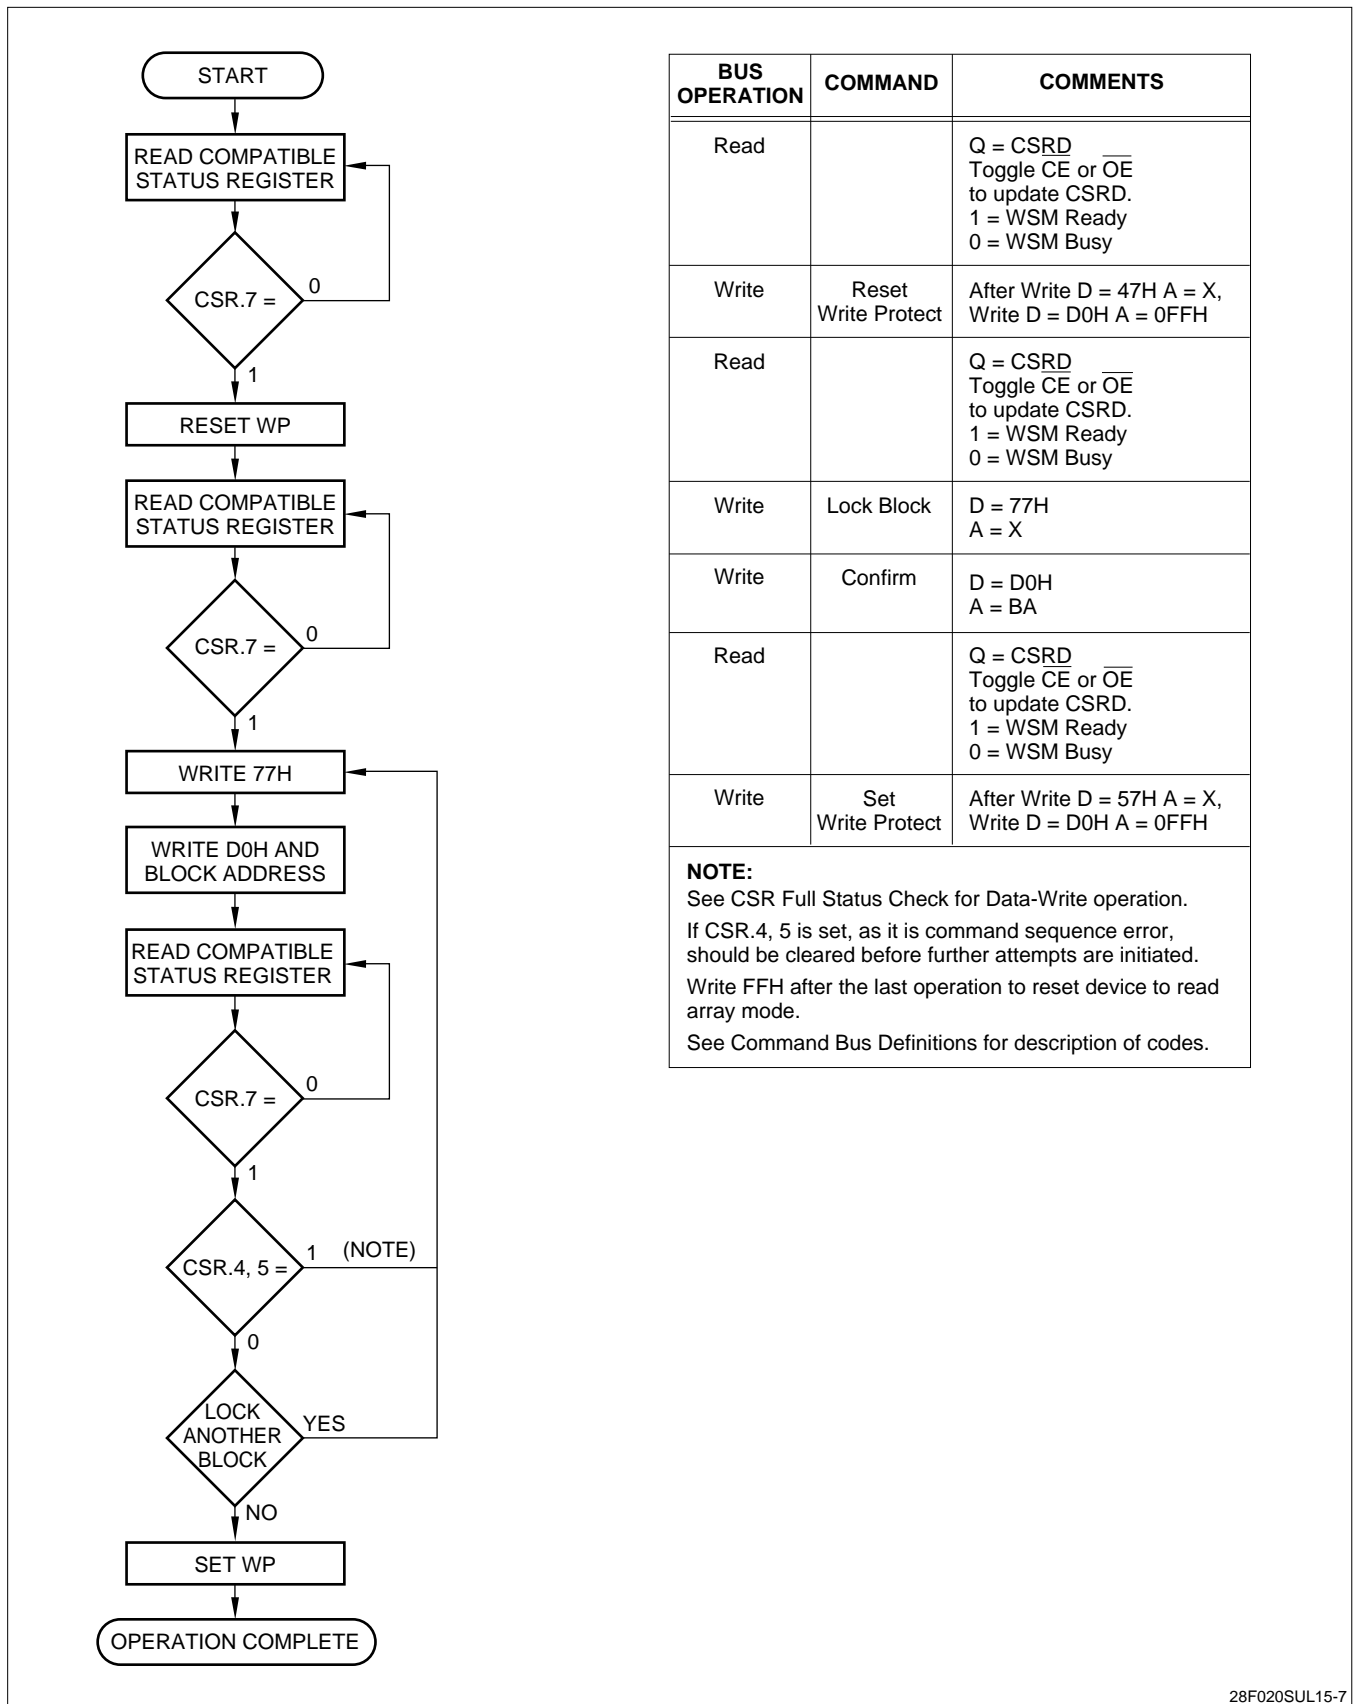 START
READ COMPATIBLE
STATUS REGISTER
CSR.7 =
0
1
RESET WP
READ COMPATIBLE
STATUS REGISTER
CSR.7 =
0
1
WRITE 77H
WRITE D0H AND
BLOCK ADDRESS
READ COMPATIBLE
STATUS REGISTER
CSR.7 =
0
1
CSR.4, 5 =
1 (NOTE)
0
LOCK
ANOTHER
BLOCK
YES
NO
SET WP
OPERATION COMPLETE
BUS
OPERATION
COMMAND
COMMENTS
Read
Q = CSRD
Toggle C̅E̅ or O̅E̅
to update CSRD.
1 = WSM Ready
0 = WSM Busy
Write
Reset
Write Protect
After Write D = 47H A = X,
Write D = D0H A = 0FFH
Read
Q = CSRD
Toggle C̅E̅ or O̅E̅
to update CSRD.
1 = WSM Ready
0 = WSM Busy
Write
Lock Block
D = 77H
A = X
Write
Confirm
D = D0H
A = BA
Read
Q = CSRD
Toggle C̅E̅ or O̅E̅
to update CSRD.
1 = WSM Ready
0 = WSM Busy
Write
Set
Write Protect
After Write D = 57H A = X,
Write D = D0H A = 0FFH
NOTE:
See CSR Full Status Check for Data-Write operation.
If CSR.4, 5 is set, as it is command sequence error,
should be cleared before further attempts are initiated.
Write FFH after the last operation to reset device to read
array mode.
See Command Bus Definitions for description of codes.
28F020SUL15-7